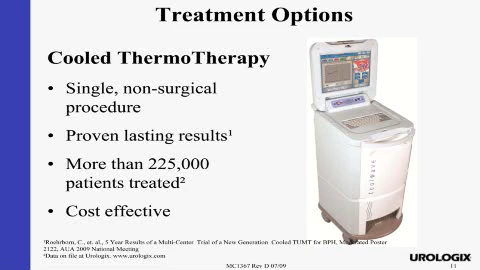 Treatment Options
Cooled ThermoTherapy
• Single, non-surgical
procedure
• Proven lasting results¹
• More than 225,000
patients treated²
• Cost effective
coolwave
¹Roehrborn, C., et. al., 5 Year Results of a Multi-Center Trial of a New Generation Cooled TUMT for BPH, Moderated Poster
2122, AUA 2009 National Meeting
²Data on file at Urologix. www.urologix.com
UROLOGIX
MC1367 Rev D 07/09
11